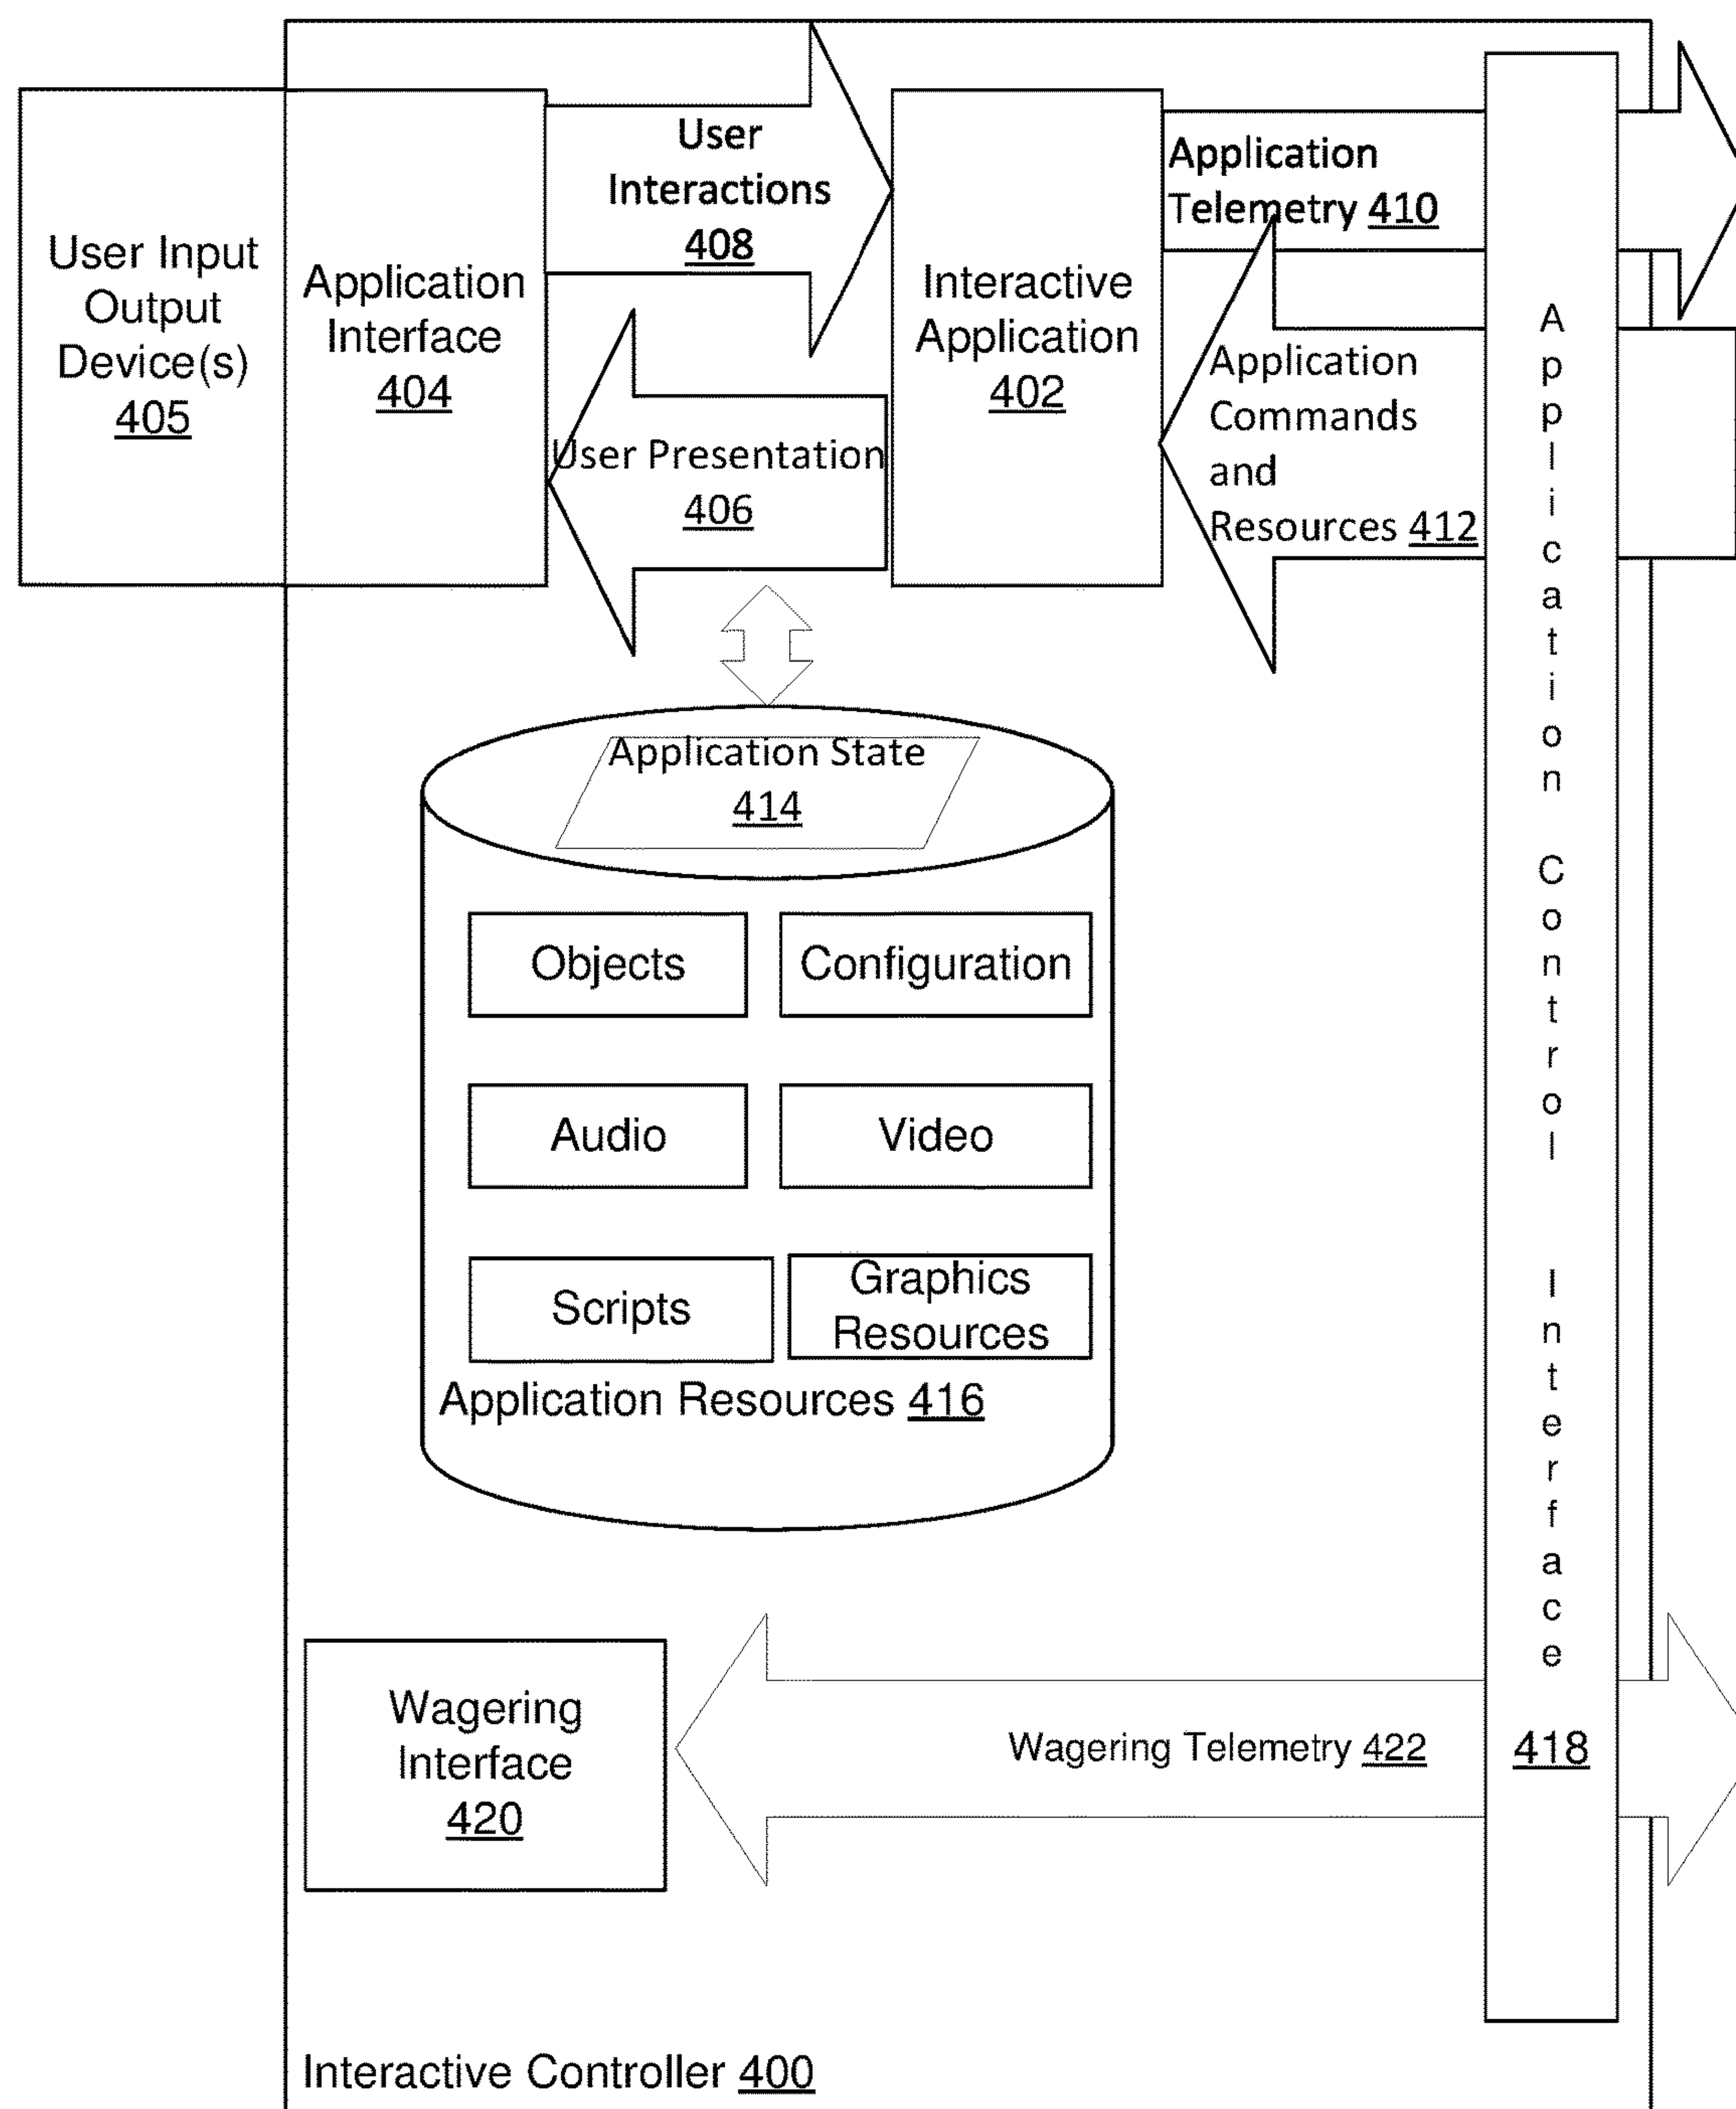 User Input
Output
Device(s)
405
Application
Interface
404
User
Interactions
408
User Presentation
406
Interactive
Application
402
Application
Telemetry 410
Application
Commands
and
Resources 412
Application Control Interface
418
Application State
414
Objects
Configuration
Audio
Video
Scripts
Graphics
Resources
Application Resources 416
Wagering
Interface
420
Wagering Telemetry 422
Interactive Controller 400